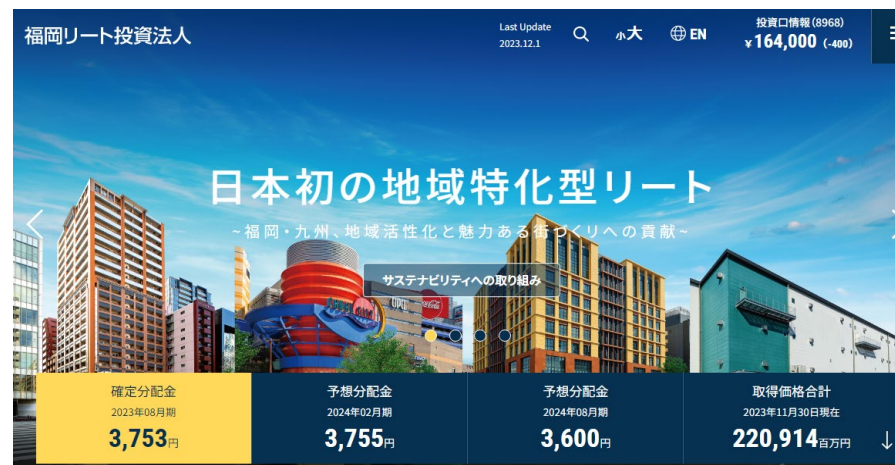 福岡リート投資法人
Last Update
2023.12.1
小大
EN
投資口情報(8968)
¥164,000 (-400)
日本初の地域特化型リート
~福岡・九州、地域活性化と魅力ある街づくりへの貢献~
サステナビリティへの取り組み
確定分配金
2023年08月期
3,753円
予想分配金
2024年02月期
3,755円
予想分配金
2024年08月期
3,600円
取得価格合計
2023年11月30日現在
220,914百万円